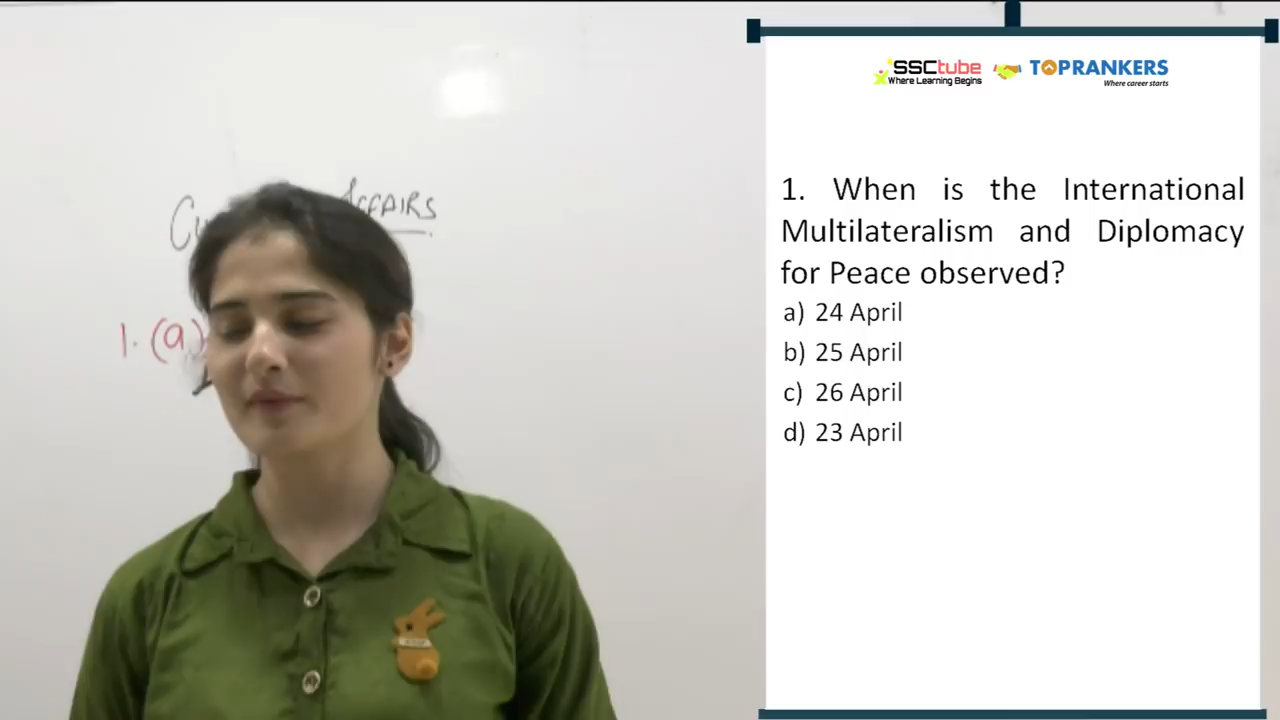 SSCtube
Where Learning Begins
TOPRANKERS
Where career starts
AFFAIRS
1. (a)
1. When is the International
Multilateralism and Diplomacy
for Peace observed?
a) 24 April
b) 25 April
c) 26 April
d) 23 April